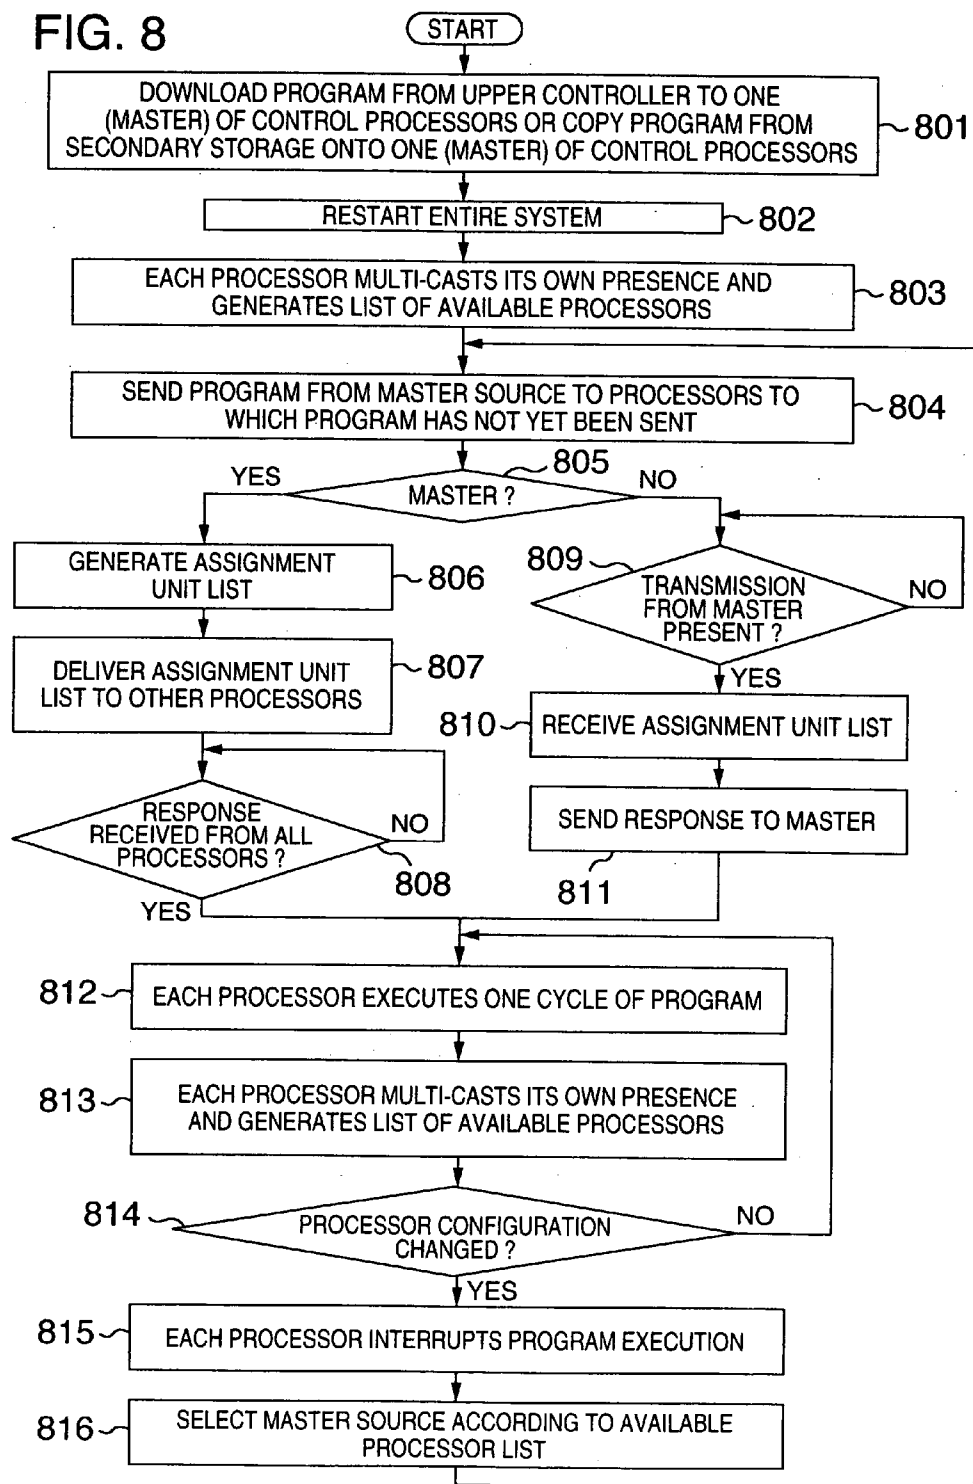 FIG. 8
START
DOWNLOAD PROGRAM FROM UPPER CONTROLLER TO ONE
(MASTER) OF CONTROL PROCESSORS OR COPY PROGRAM FROM
SECONDARY STORAGE ONTO ONE (MASTER) OF CONTROL PROCESSORS
801
RESTART ENTIRE SYSTEM
802
EACH PROCESSOR MULTI-CASTS ITS OWN PRESENCE AND
GENERATES LIST OF AVAILABLE PROCESSORS
803
SEND PROGRAM FROM MASTER SOURCE TO PROCESSORS TO
WHICH PROGRAM HAS NOT YET BEEN SENT
804
805
YES
MASTER ?
NO
GENERATE ASSIGNMENT
UNIT LIST
806
DELIVER ASSIGNMENT UNIT
LIST TO OTHER PROCESSORS
807
RESPONSE
RECEIVED FROM ALL
PROCESSORS ?
NO
808
YES
809
TRANSMISSION
FROM MASTER
PRESENT ?
NO
YES
810
RECEIVE ASSIGNMENT UNIT LIST
SEND RESPONSE TO MASTER
811
812
EACH PROCESSOR EXECUTES ONE CYCLE OF PROGRAM
813
EACH PROCESSOR MULTI-CASTS ITS OWN PRESENCE
AND GENERATES LIST OF AVAILABLE PROCESSORS
814
PROCESSOR CONFIGURATION
CHANGED ?
NO
YES
815
EACH PROCESSOR INTERRUPTS PROGRAM EXECUTION
816
SELECT MASTER SOURCE ACCORDING TO AVAILABLE
PROCESSOR LIST